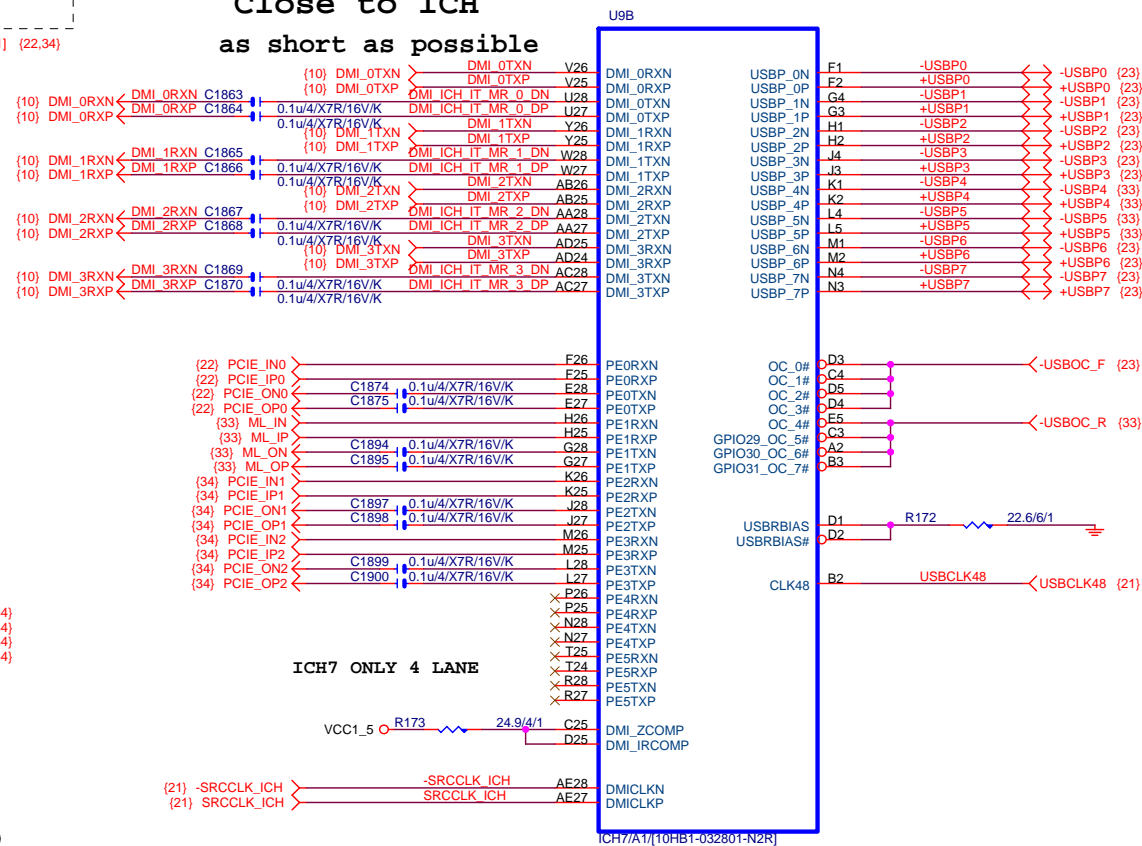 Close to ICH
as short as possible
] {22,34}
U9B
{10} DMI_0TXN DMI_0TXN V26 DMI_0RXN
{10} DMI_0TXP DMI_0TXP V25 DMI_0RXP
{10} DMI_0RXN DMI_0RXN C1863 DMI_ICH_IT_MR_0_DN U28 DMI_0TXN
{10} DMI_0RXP DMI_0RXP C1864 0.1u/4/X7R/16V/K DMI_ICH_IT_MR_0_DP U27 DMI_0TXP
0.1u/4/X7R/16V/K
{10} DMI_1TXN DMI_1TXN Y26 DMI_1RXN
{10} DMI_1TXP DMI_1TXP Y25 DMI_1RXP
{10} DMI_1RXN DMI_1RXN C1865 DMI_ICH_IT_MR_1_DN W28 DMI_1TXN
{10} DMI_1RXP DMI_1RXP C1866 0.1u/4/X7R/16V/K DMI_ICH_IT_MR_1_DP W27 DMI_1TXP
0.1u/4/X7R/16V/K
{10} DMI_2TXN DMI_2TXN AB26 DMI_2RXN
{10} DMI_2TXP DMI_2TXP AB25 DMI_2RXP
{10} DMI_2RXN DMI_2RXN C1867 DMI_ICH_IT_MR_2_DN AA28 DMI_2TXN
{10} DMI_2RXP DMI_2RXP C1868 0.1u/4/X7R/16V/K DMI_ICH_IT_MR_2_DP AA27 DMI_2TXP
0.1u/4/X7R/16V/K
{10} DMI_3TXN DMI_3TXN AD25 DMI_3RXN
{10} DMI_3TXP DMI_3TXP AD24 DMI_3RXP
{10} DMI_3RXN DMI_3RXN C1869 DMI_ICH_IT_MR_3_DN AC28 DMI_3TXN
{10} DMI_3RXP DMI_3RXP C1870 0.1u/4/X7R/16V/K DMI_ICH_IT_MR_3_DP AC27 DMI_3TXP
0.1u/4/X7R/16V/K
USBP_0N F1 -USBP0 -USBP0 {23}
USBP_0P F2 +USBP0 +USBP0 {23}
USBP_1N G4 -USBP1 -USBP1 {23}
USBP_1P G3 +USBP1 +USBP1 {23}
USBP_2N H1 -USBP2 -USBP2 {23}
USBP_2P H2 +USBP2 +USBP2 {23}
USBP_3N J4 -USBP3 -USBP3 {23}
USBP_3P J3 +USBP3 +USBP3 {23}
USBP_4N K1 -USBP4 -USBP4 {33}
USBP_4P K2 +USBP4 +USBP4 {33}
USBP_5N L4 -USBP5 -USBP5 {33}
USBP_5P L5 +USBP5 +USBP5 {33}
USBP_6N M1 -USBP6 -USBP6 {23}
USBP_6P M2 +USBP6 +USBP6 {23}
USBP_7N N4 -USBP7 -USBP7 {23}
USBP_7P N3 +USBP7 +USBP7 {23}
{22} PCIE_IN0 F26 PE0RXN
{22} PCIE_IP0 F25 PE0RXP
{22} PCIE_ON0 C1874 0.1u/4/X7R/16V/K E28 PE0TXN
{22} PCIE_OP0 C1875 0.1u/4/X7R/16V/K E27 PE0TXP
{33} ML_IN H26 PE1RXN
{33} ML_IP H25 PE1RXP
{33} ML_ON C1894 0.1u/4/X7R/16V/K G28 PE1TXN
{33} ML_OP C1895 0.1u/4/X7R/16V/K G27 PE1TXP
{34} PCIE_IN1 K26 PE2RXN
{34} PCIE_IP1 K25 PE2RXP
{34} PCIE_ON1 C1897 0.1u/4/X7R/16V/K J28 PE2TXN
{34} PCIE_OP1 C1898 0.1u/4/X7R/16V/K J27 PE2TXP
{34} PCIE_IN2 M26 PE3RXN
{34} PCIE_IP2 M25 PE3RXP
{34} PCIE_ON2 C1899 0.1u/4/X7R/16V/K L28 PE3TXN
{34} PCIE_OP2 C1900 0.1u/4/X7R/16V/K L27 PE3TXP
P26 PE4RXN
P25 PE4RXP
N28 PE4TXN
N27 PE4TXP
T25 PE5RXN
T24 PE5RXP
R28 PE5TXN
R27 PE5TXP
OC_0# D3 -USBOC_F {23}
OC_1# C4
OC_2# D5
OC_3# D4
OC_4# E5 -USBOC_R {33}
GPIO29_OC_5# C3
GPIO30_OC_6# A2
GPIO31_OC_7# B3
USBRBIAS D1 R172 22.6/6/1
USBRBIAS# D2
CLK48 B2 USBCLK48 USBCLK48 {21}
4}
4}
4}
4}
ICH7 ONLY 4 LANE
VCC1_5 R173 24.9/4/1 C25 DMI_ZCOMP
D25 DMI_IRCOMP
{21} -SRCCLK_ICH -SRCCLK_ICH AE28 DMICLKN
{21} SRCCLK_ICH SRCCLK_ICH AE27 DMICLKP
)
ICH7/A1/[10HB1-032801-N2R]